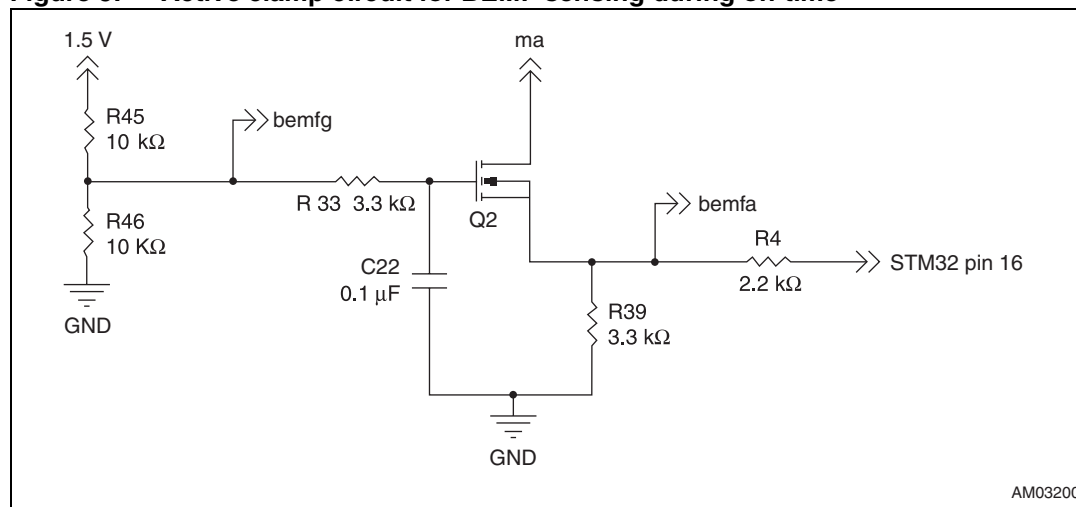 Active clamp circuit for BEMF sensing during off time
1.5 V
ma
R45
10 kΩ
bemfg
R 33 3.3 kΩ
Q2
bemfa
R46
10 KΩ
R4
2.2 kΩ
STM32 pin 16
C22
0.1 μF
R39
3.3 kΩ
GND
GND
AM03200